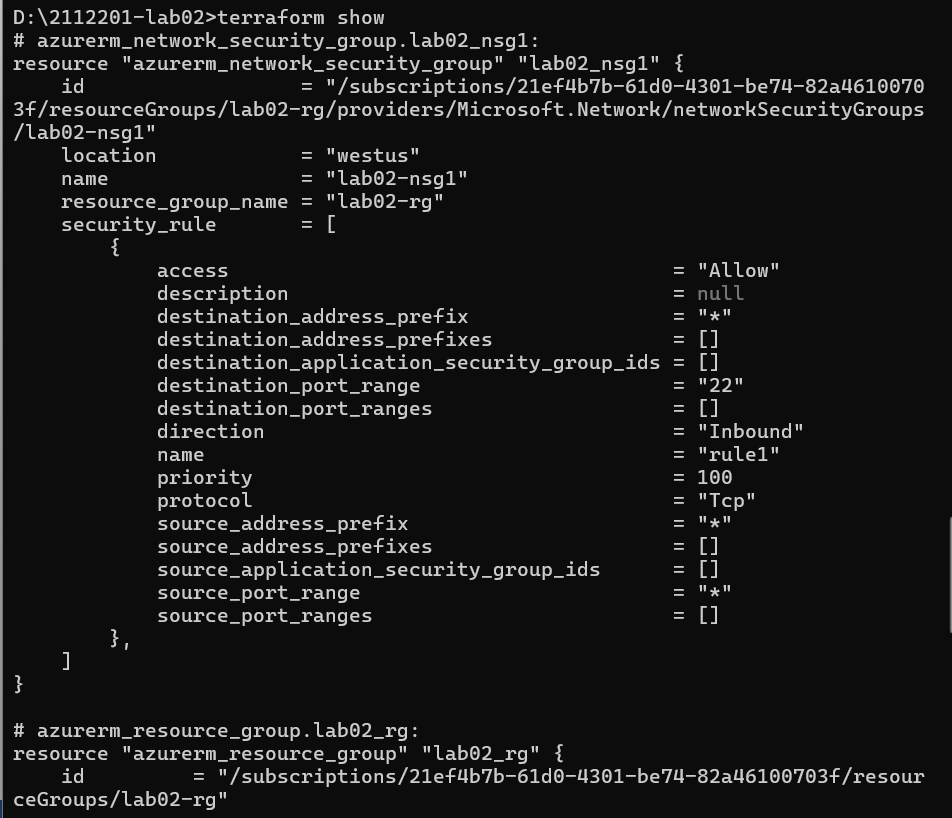 D:\2112201-lab02>terraform show
# azurerm_network_security_group.lab02_nsg1:
resource "azurerm_network_security_group" "lab02_nsg1" {
    id                  = "/subscriptions/21ef4b7b-61d0-4301-be74-82a4610070
3f/resourceGroups/lab02-rg/providers/Microsoft.Network/networkSecurityGroups
/lab02-nsg1"
    location            = "westus"
    name                = "lab02-nsg1"
    resource_group_name = "lab02-rg"
    security_rule       = [
        {
            access                                     = "Allow"
            description                                = null
            destination_address_prefix                 = "*"
            destination_address_prefixes               = []
            destination_application_security_group_ids = []
            destination_port_range                     = "22"
            destination_port_ranges                    = []
            direction                                  = "Inbound"
            name                                       = "rule1"
            priority                                   = 100
            protocol                                   = "Tcp"
            source_address_prefix                      = "*"
            source_address_prefixes                    = []
            source_application_security_group_ids      = []
            source_port_range                          = "*"
            source_port_ranges                         = []
        },
    ]
}

# azurerm_resource_group.lab02_rg:
resource "azurerm_resource_group" "lab02_rg" {
    id         = "/subscriptions/21ef4b7b-61d0-4301-be74-82a46100703f/resour
ceGroups/lab02-rg"